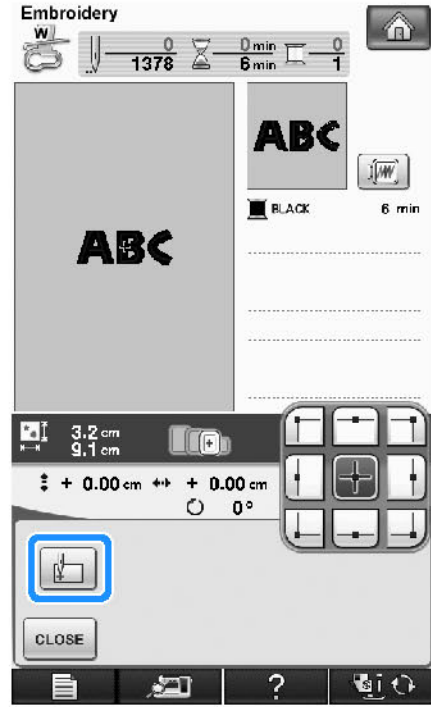 Embroidery
W
0 0 min 0
1378 6 min 1
ABC
BLACK 6 min
ABC
3.2 cm
9.1 cm
+ 0.00 cm + 0.00 cm
0°
CLOSE
?